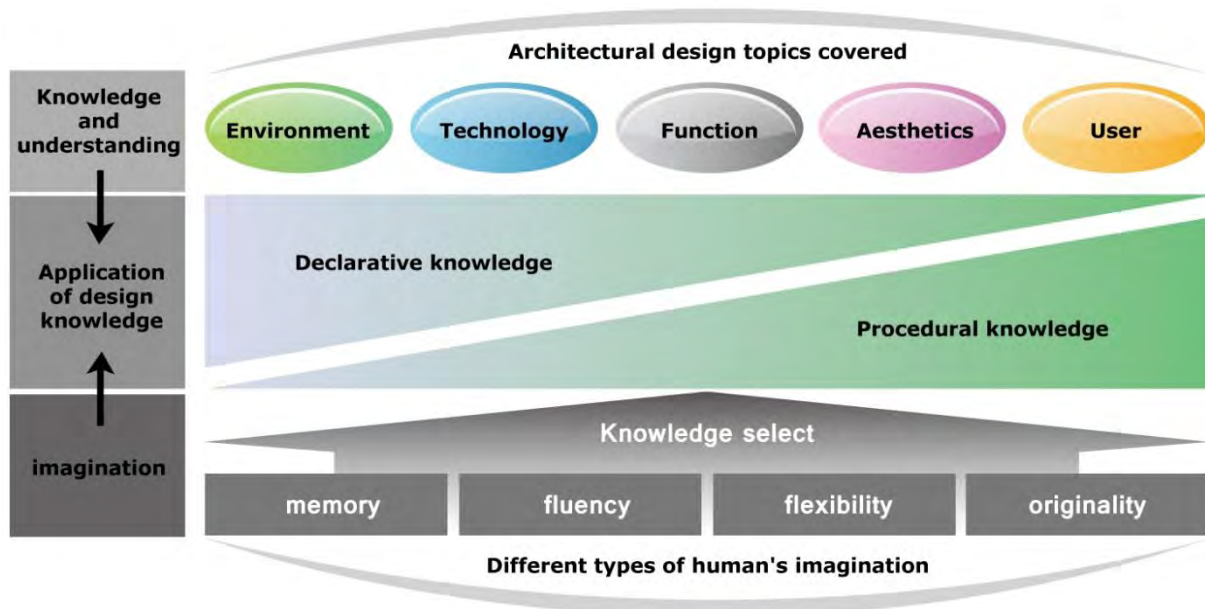 Architectural design topics covered
Knowledge
and
understanding
Environment
Technology
Function
Aesthetics
User
Application
of design
knowledge
Declarative knowledge
Procedural knowledge
imagination
Knowledge select
memory
fluency
flexibility
originality
Different types of human's imagination